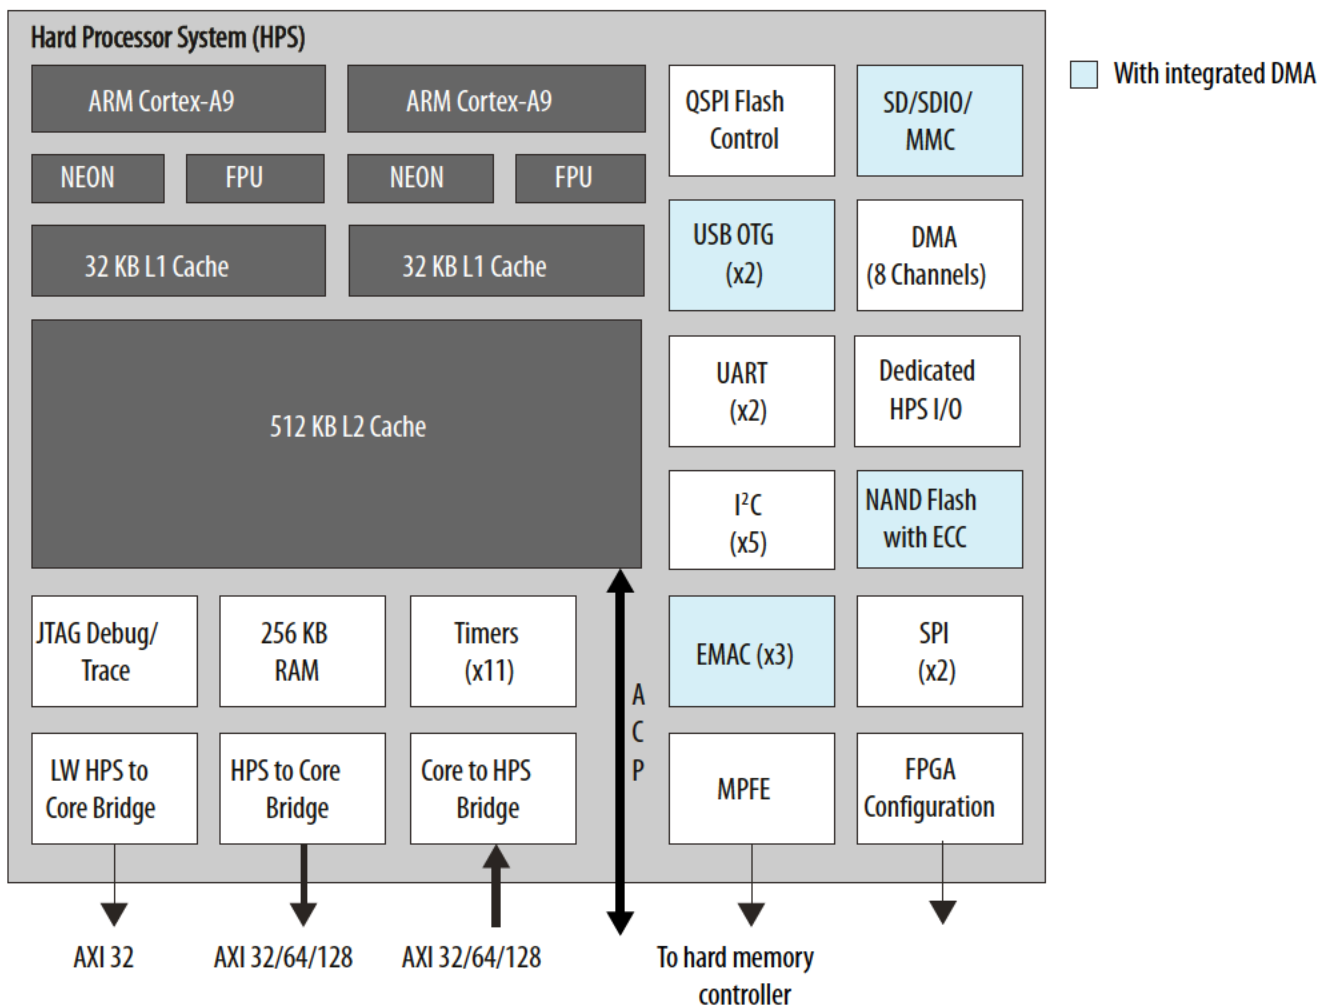 Hard Processor System (HPS)
ARM Cortex-A9
ARM Cortex-A9
NEON
FPU
NEON
FPU
32 KB L1 Cache
32 KB L1 Cache
512 KB L2 Cache
JTAG Debug/
Trace
256 KB
RAM
Timers
(x11)
LW HPS to
Core Bridge
HPS to Core
Bridge
Core to HPS
Bridge
A
C
P
QSPI Flash
Control
SD/SDIO/
MMC
USB OTG
(x2)
DMA
(8 Channels)
UART
(x2)
Dedicated
HPS I/O
I²C
(x5)
NAND Flash
with ECC
EMAC (x3)
SPI
(x2)
MPFE
FPGA
Configuration
AXI 32
AXI 32/64/128
AXI 32/64/128
To hard memory
controller
With integrated DMA